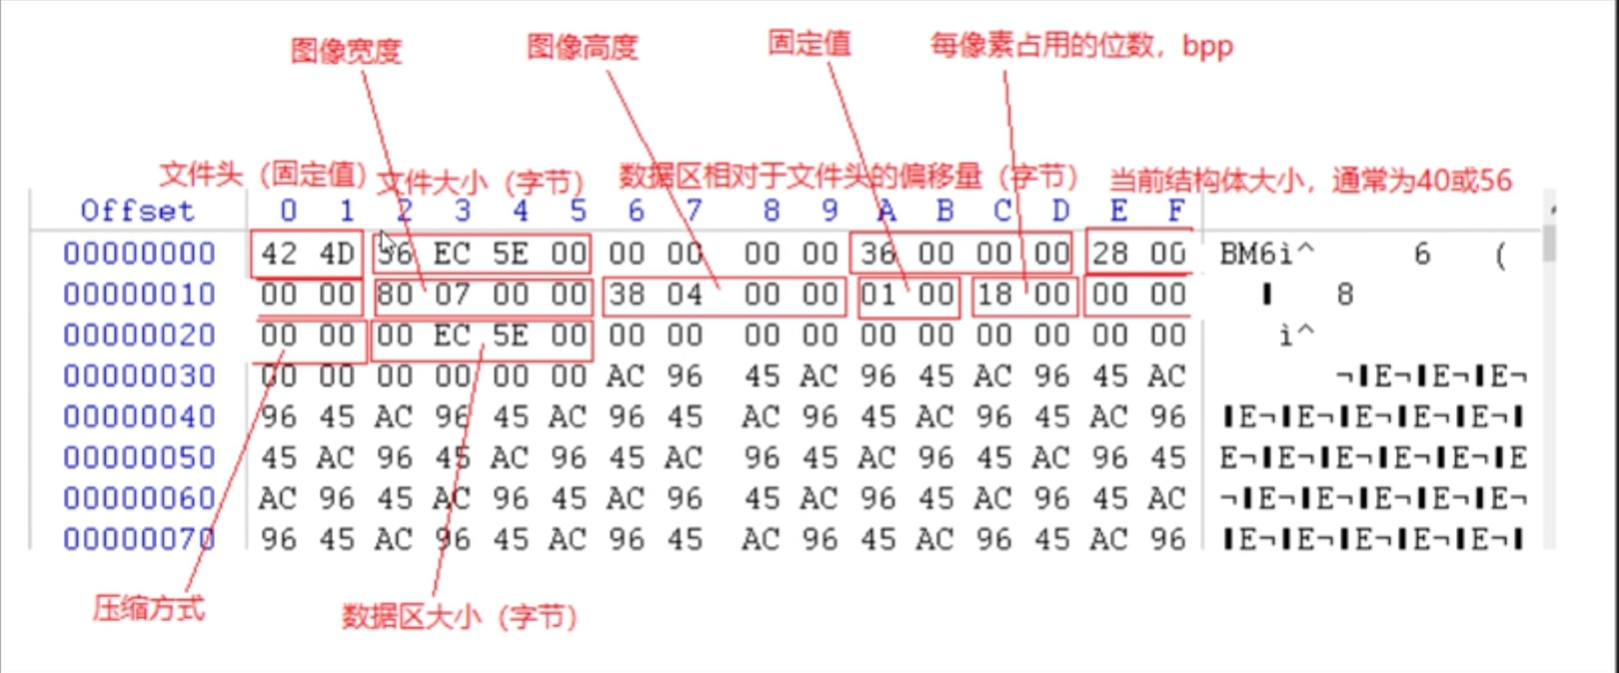 图像宽度 图像高度 固定值 每像素占用的位数，bpp
文件头（固定值） 文件大小（字节） 数据区相对于文件头的偏移量（字节） 当前结构体大小，通常为40或56
Offset 0 1 2 3 4 5 6 7 8 9 A B C D E F
00000000 42 4D 36 EC 5E 00 00 00 00 00 36 00 00 00 28 00 BM6ì^ 6 (
00000010 00 00 80 07 00 00 38 04 00 00 01 00 18 00 00 00 ▌ 8
00000020 00 00 00 EC 5E 00 00 00 00 00 00 00 00 00 00 00 ì^
00000030 00 00 00 00 00 00 AC 96 45 AC 96 45 AC 96 45 AC ¬▌E¬▌E¬▌E¬
00000040 96 45 AC 96 45 AC 96 45 AC 96 45 AC 96 45 AC 96 ▌E¬▌E¬▌E¬▌E¬▌E¬▌
00000050 45 AC 96 45 AC 96 45 AC 96 45 AC 96 45 AC 96 45 E¬▌E¬▌E¬▌E¬▌E¬▌E
00000060 AC 96 45 AC 96 45 AC 96 45 AC 96 45 AC 96 45 AC ¬▌E¬▌E¬▌E¬▌E¬▌E¬
00000070 96 45 AC 96 45 AC 96 45 AC 96 45 AC 96 45 AC 96 ▌E¬▌E¬▌E¬▌E¬▌E¬▌
压缩方式 数据区大小（字节）